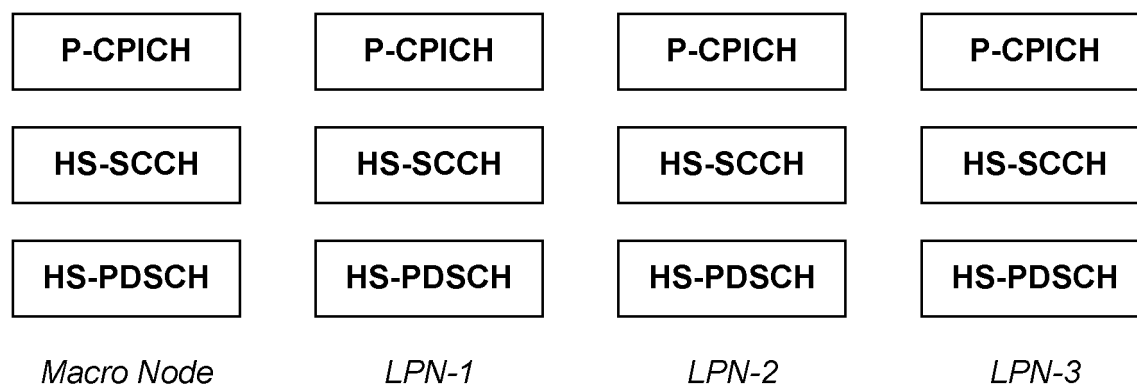 P-CPICH P-CPICH P-CPICH P-CPICH
HS-SCCH HS-SCCH HS-SCCH HS-SCCH
HS-PDSCH HS-PDSCH HS-PDSCH HS-PDSCH
Macro Node LPN-1 LPN-2 LPN-3